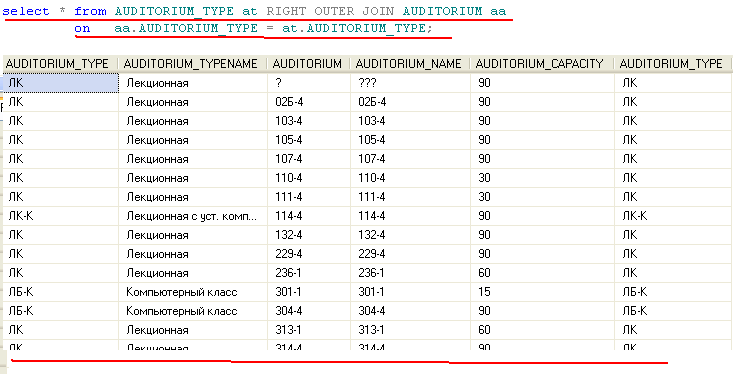 select * from AUDITORIUM_TYPE at RIGHT OUTER JOIN AUDITORIUM aa
on aa.AUDITORIUM_TYPE = at.AUDITORIUM_TYPE;
AUDITORIUM_TYPE AUDITORIUM_TYPENAME AUDITORIUM AUDITORIUM_NAME AUDITORIUM_CAPACITY AUDITORIUM_TYPE
ЛК Лекционная ? ??? 90 ЛК
ЛК Лекционная 02Б-4 02Б-4 90 ЛК
ЛК Лекционная 103-4 103-4 90 ЛК
ЛК Лекционная 105-4 105-4 90 ЛК
ЛК Лекционная 107-4 107-4 90 ЛК
ЛК Лекционная 110-4 110-4 30 ЛК
ЛК Лекционная 111-4 111-4 30 ЛК
ЛК-К Лекционная с уст. комп... 114-4 114-4 90 ЛК-К
ЛК Лекционная 132-4 132-4 90 ЛК
ЛК Лекционная 229-4 229-4 90 ЛК
ЛК Лекционная 236-1 236-1 60 ЛК
ЛБ-К Компьютерный класс 301-1 301-1 15 ЛБ-К
ЛБ-К Компьютерный класс 304-4 304-4 90 ЛБ-К
ЛК Лекционная 313-1 313-1 60 ЛК
ЛК Лекционная 314-4 314-4 90 ЛК